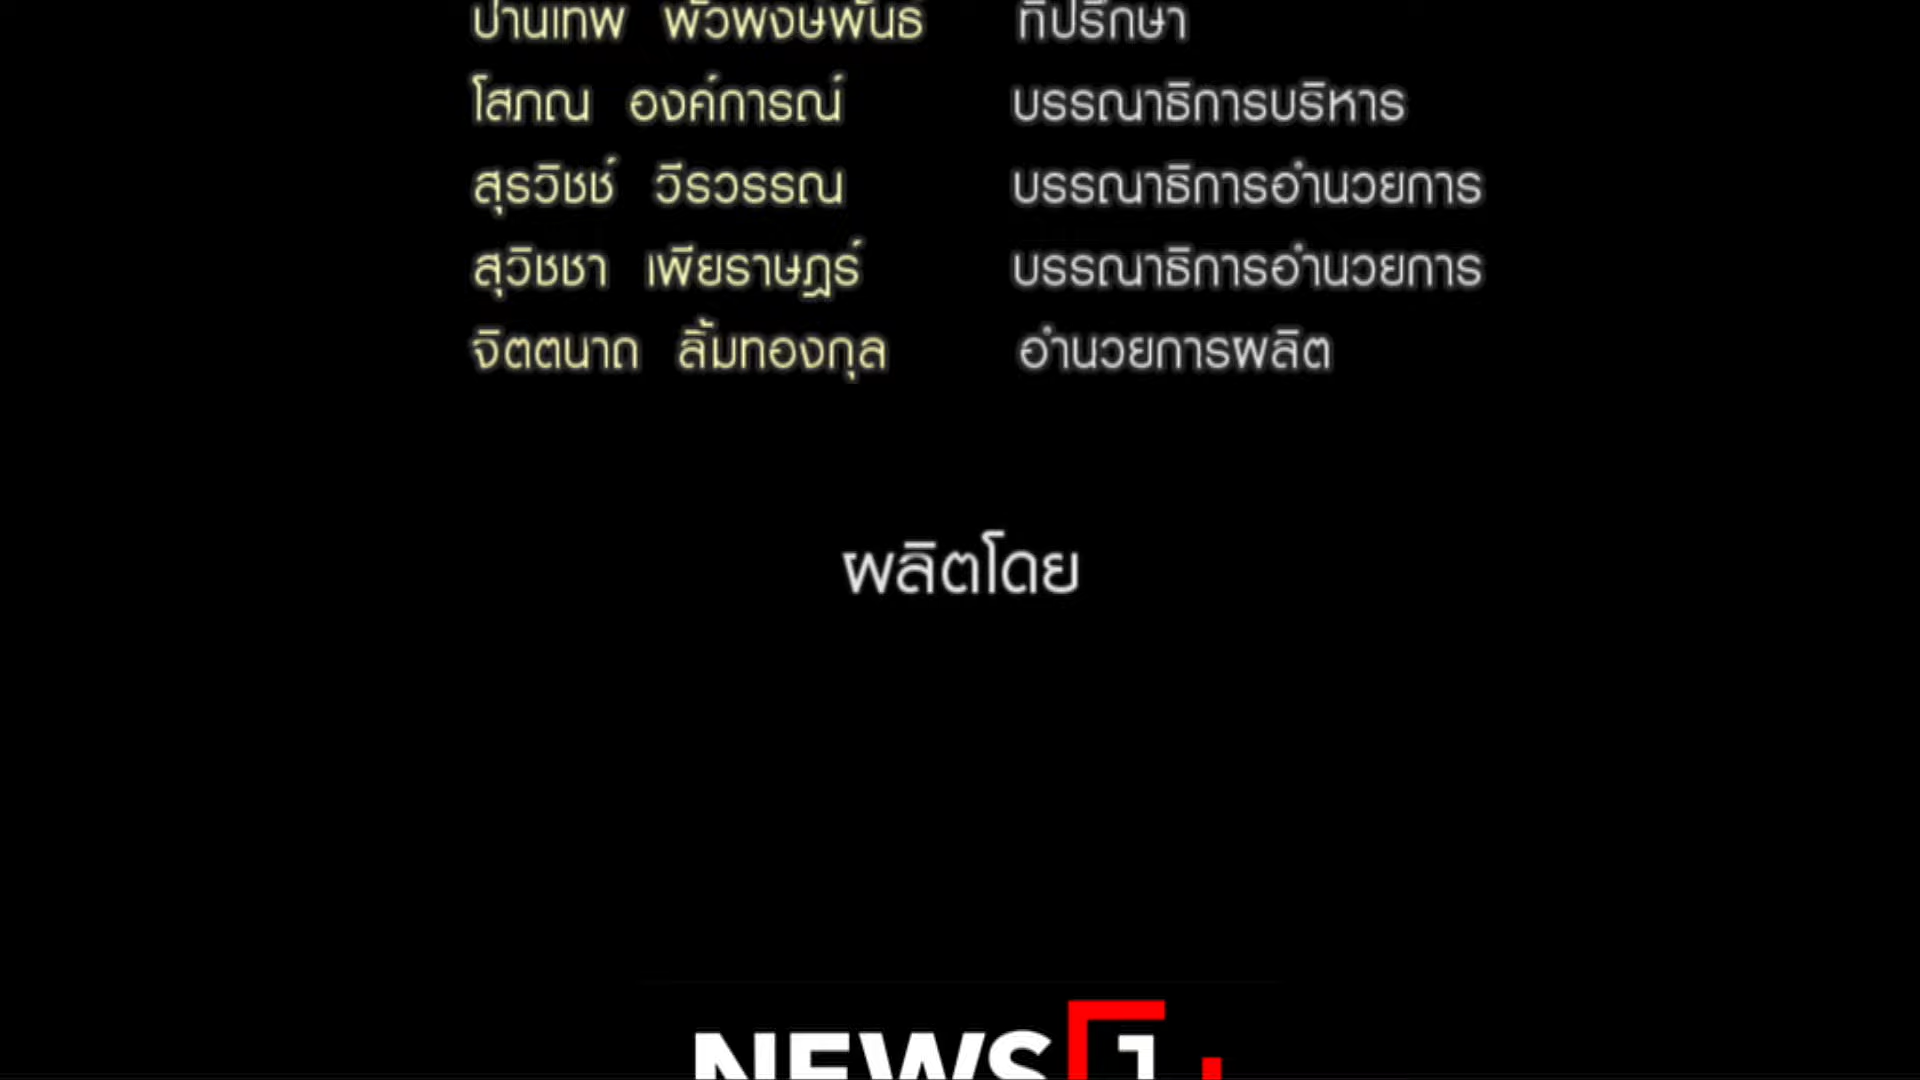 ปานเทพ พัวพงษ์พันธ์ ที่ปรึกษา
โสภณ องค์การณ์ บรรณาธิการบริหาร
สุรวิชช์ วีรวรรณ บรรณาธิการอำนวยการ
สุวิชชา เพียราษฎร์ บรรณาธิการอำนวยการ
จิตตนาถ ลิ้มทองกุล อำนวยการผลิต
ผลิตโดย
NEWS 1